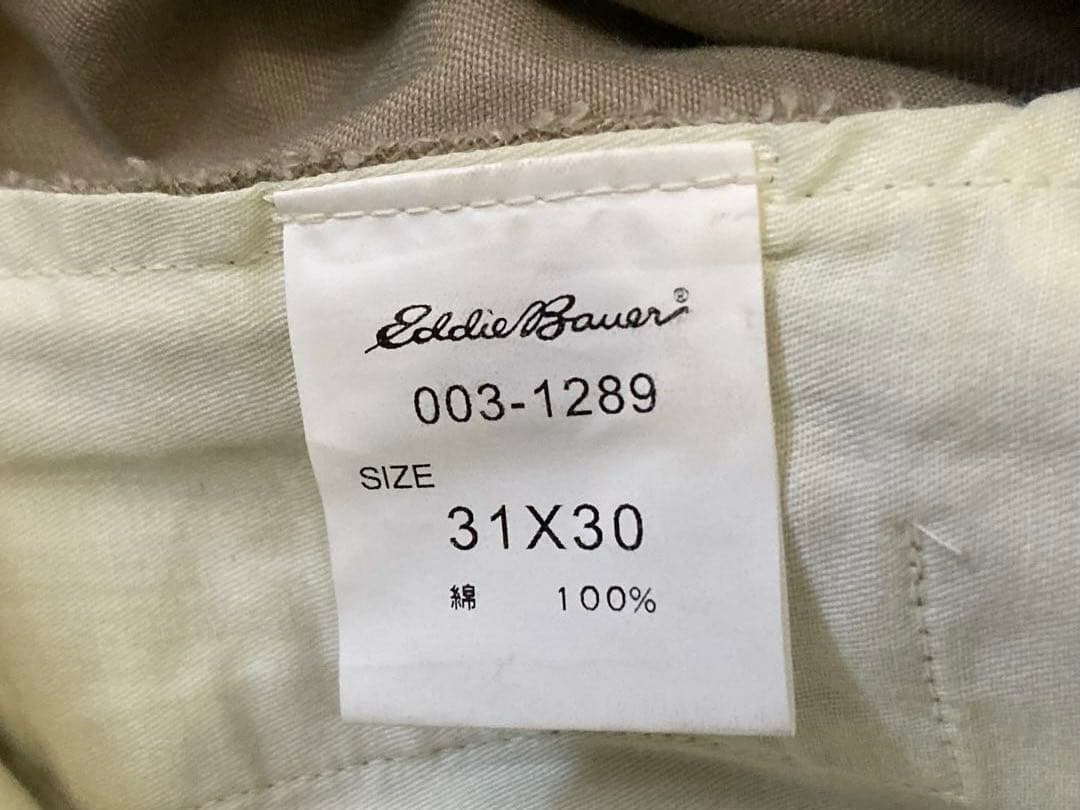 Eddie Bauer®
003-1289
SIZE
31X30
綿 100%